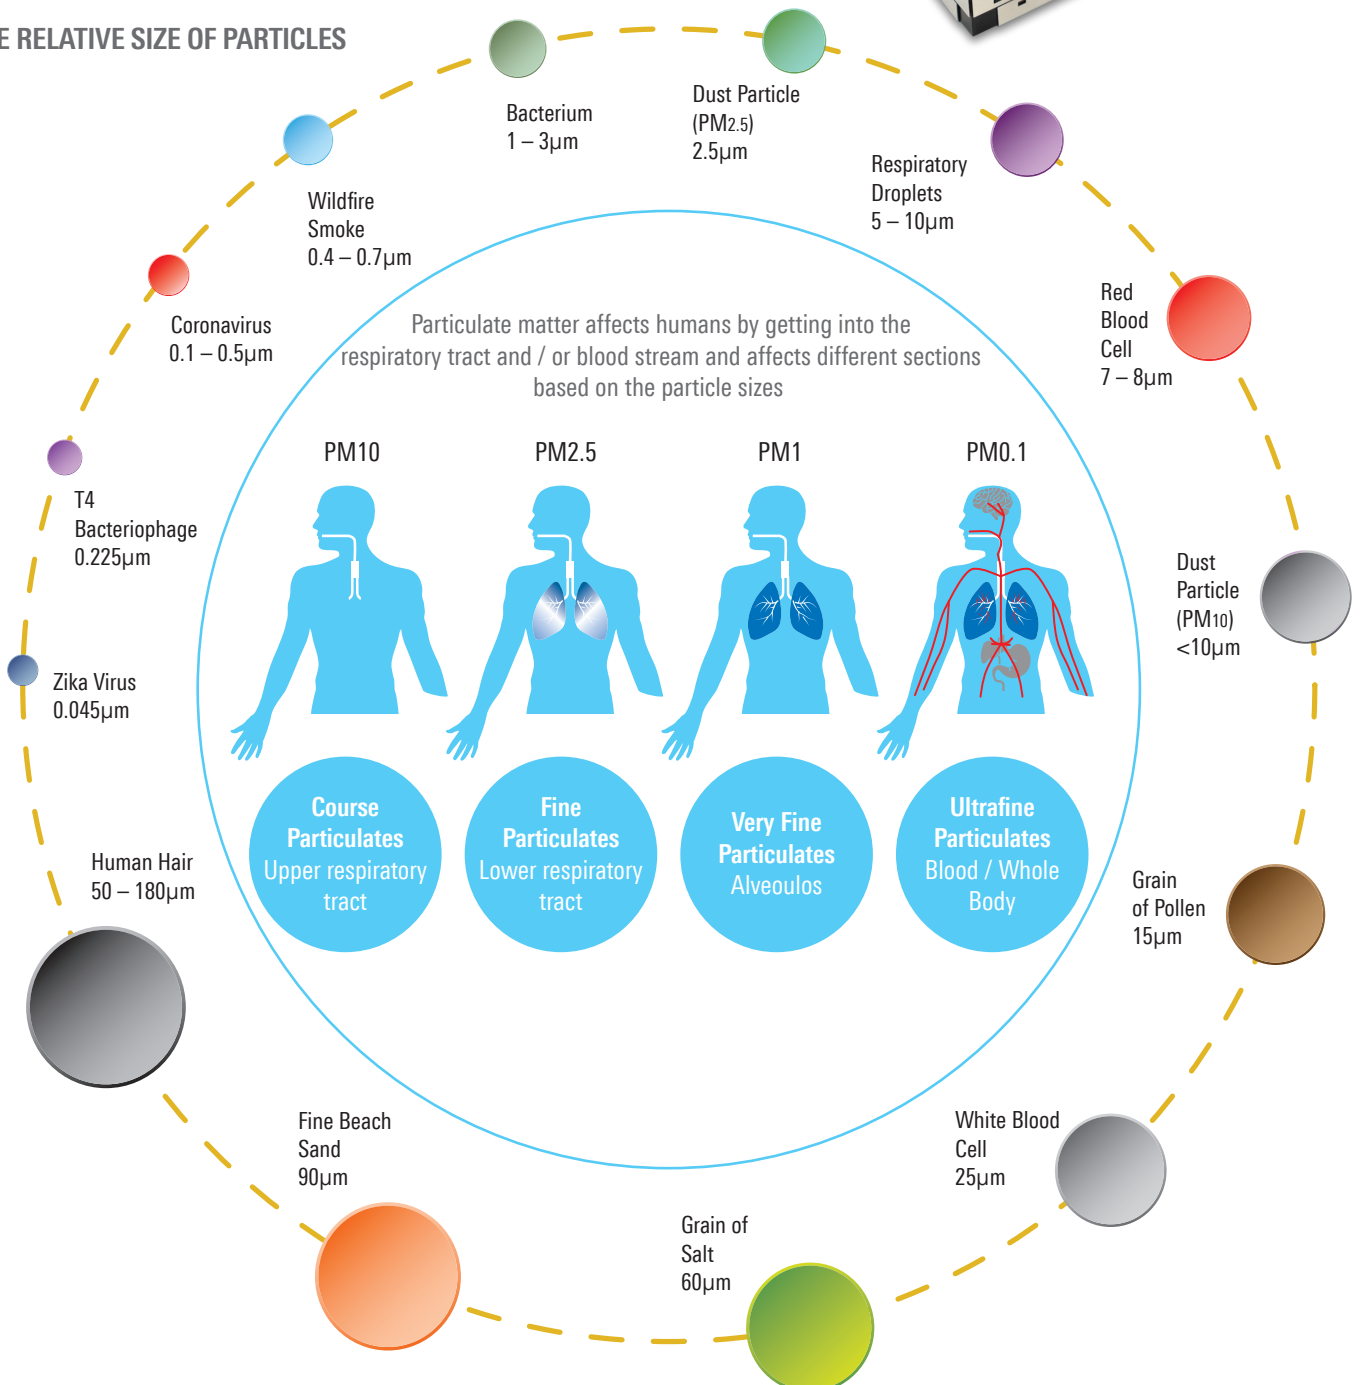 E RELATIVE SIZE OF PARTICLES
Bacterium
1 – 3µm
Dust Particle
(PM2.5)
2.5µm
Respiratory
Droplets
5 – 10µm
Wildfire
Smoke
0.4 – 0.7µm
Red
Blood
Cell
7 – 8µm
Coronavirus
0.1 – 0.5µm
Particulate matter affects humans by getting into the
respiratory tract and / or blood stream and affects different sections
based on the particle sizes
PM10
PM2.5
PM1
PM0.1
T4
Bacteriophage
0.225µm
Dust
Particle
(PM10)
<10µm
Zika Virus
0.045µm
Course
Particulates
Upper respiratory
tract
Fine
Particulates
Lower respiratory
tract
Very Fine
Particulates
Alveoulos
Ultrafine
Particulates
Blood / Whole
Body
Human Hair
50 – 180µm
Grain
of Pollen
15µm
Fine Beach
Sand
90µm
White Blood
Cell
25µm
Grain of
Salt
60µm